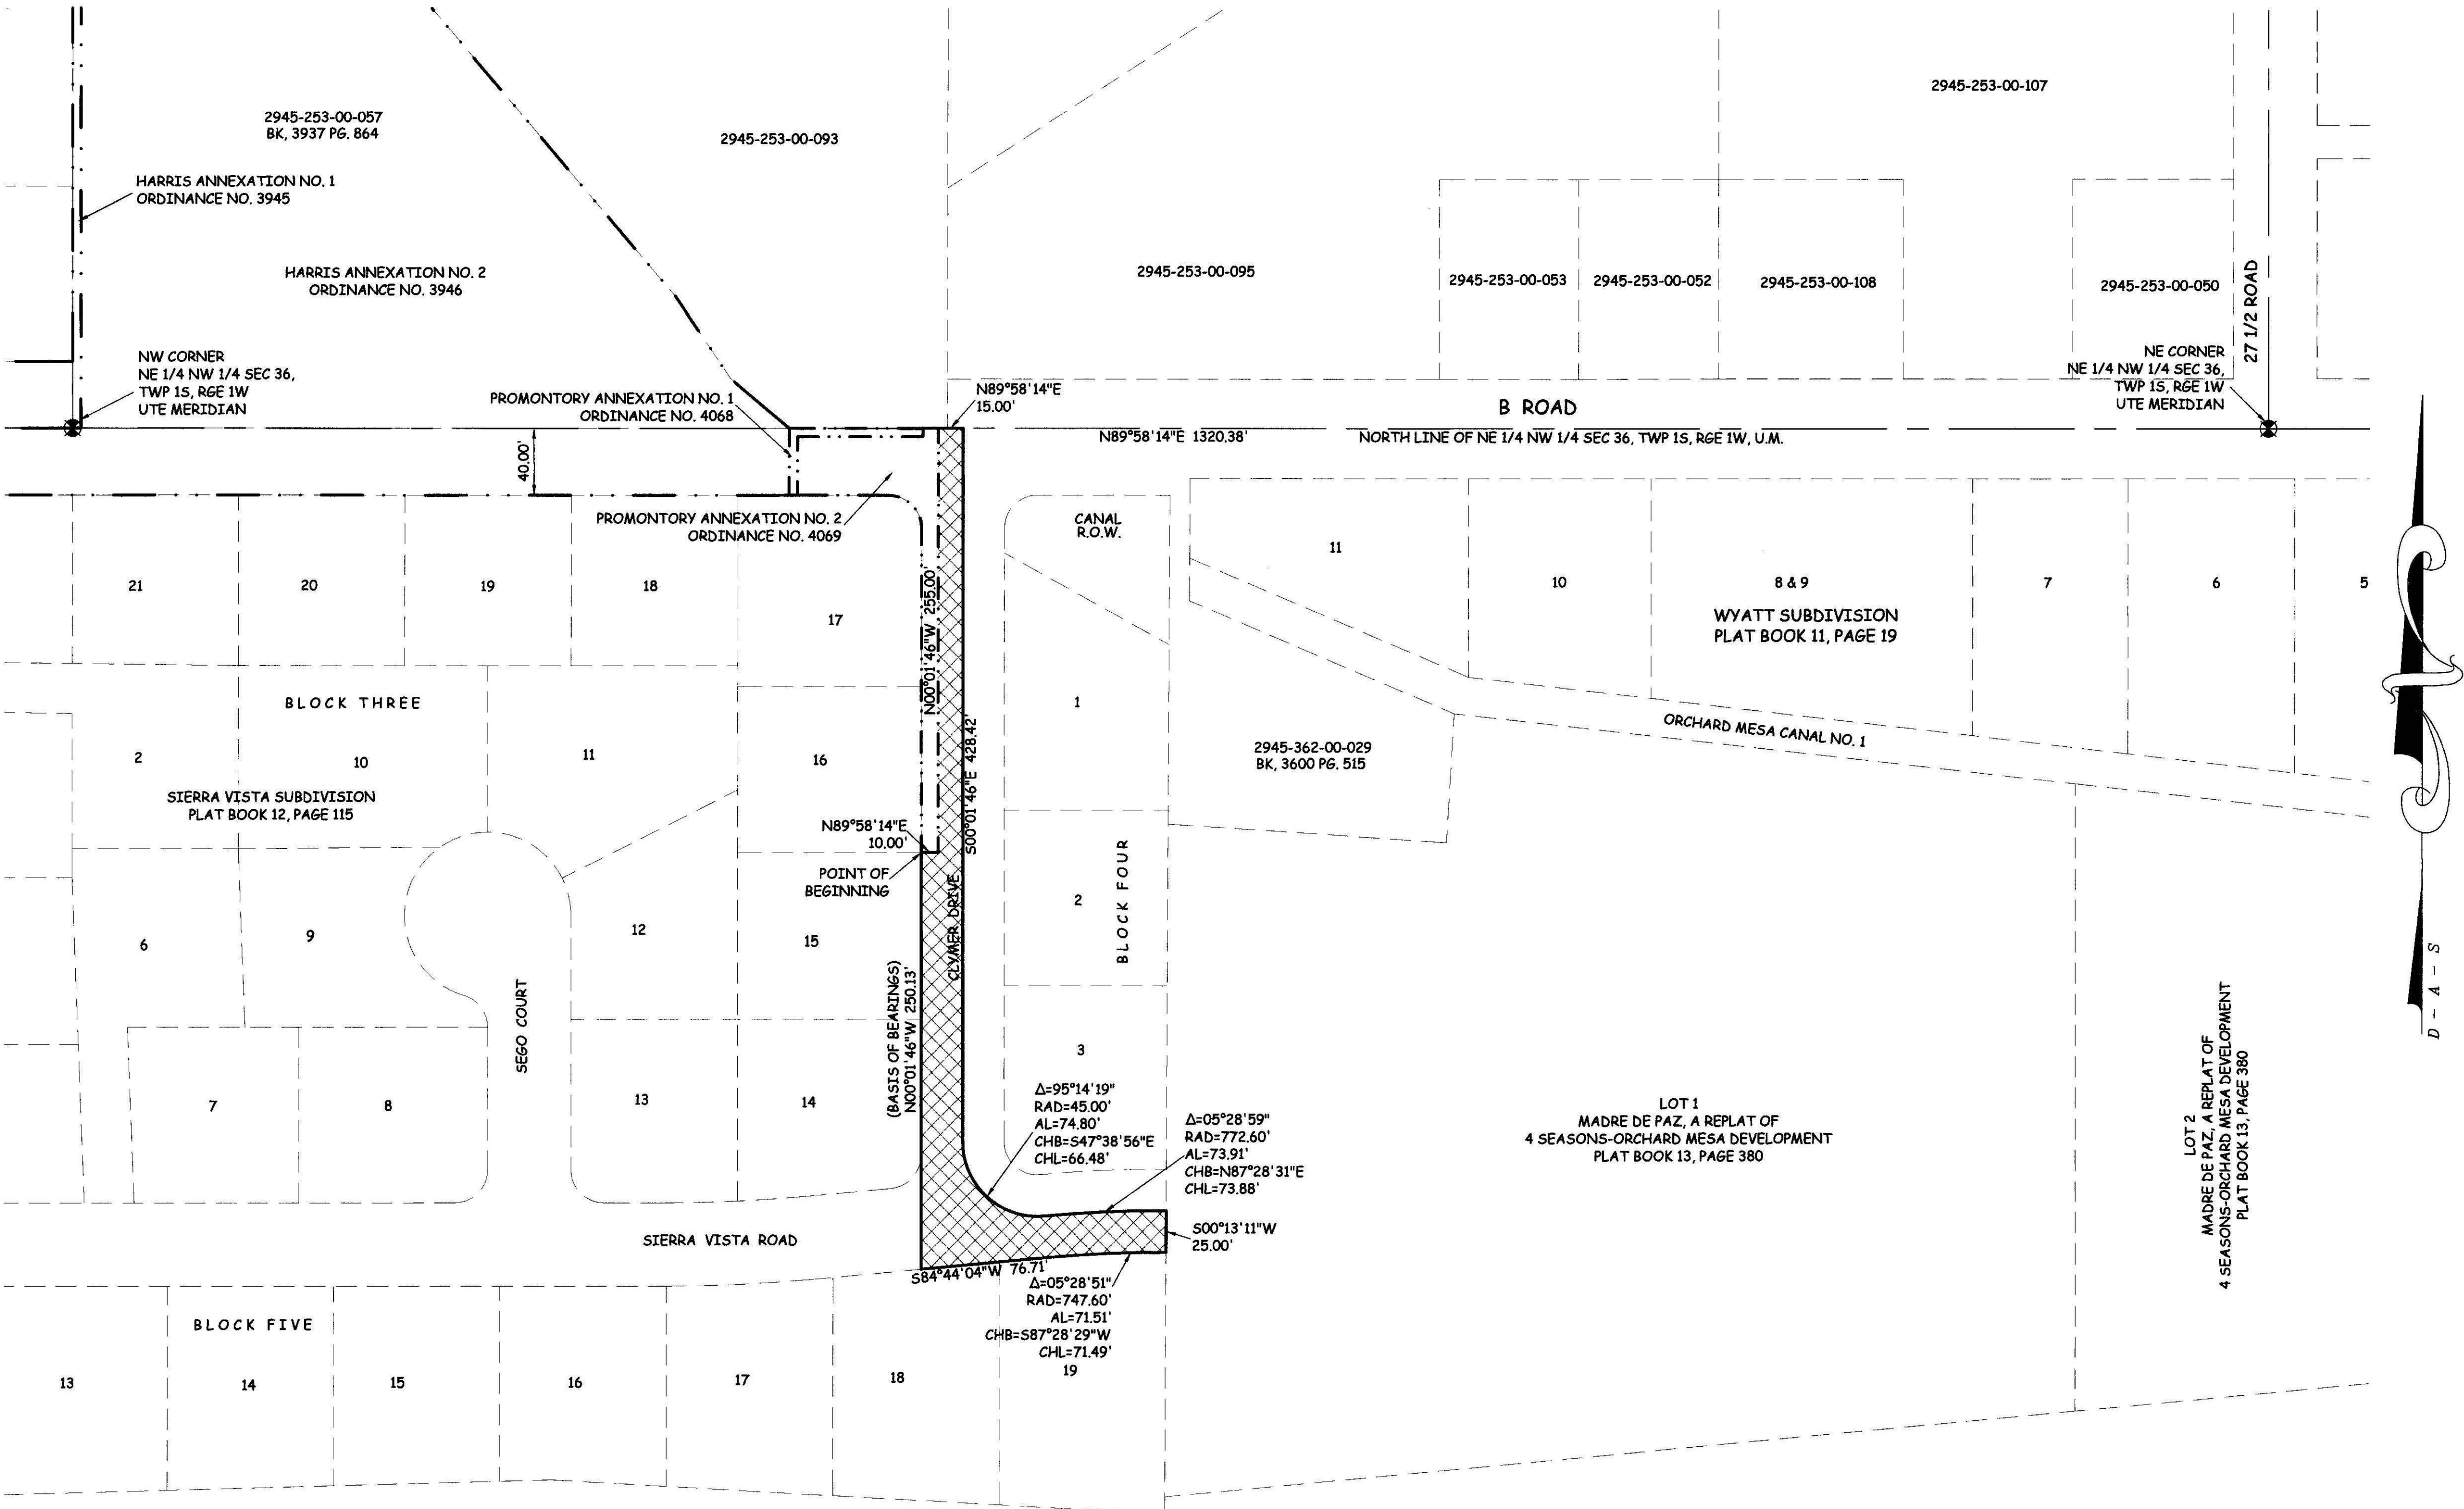 2945-253-00-107
2945-253-00-057
BK, 3937 PG. 864
2945-253-00-093
HARRIS ANNEXATION NO. 1
ORDINANCE NO. 3945
HARRIS ANNEXATION NO. 2
ORDINANCE NO. 3946
2945-253-00-095
2945-253-00-053
2945-253-00-052
2945-253-00-108
2945-253-00-050
27 1/2 ROAD
NW CORNER
NE 1/4 NW 1/4 SEC 36,
TWP 1S, RGE 1W
UTE MERIDIAN
PROMONTORY ANNEXATION NO. 1
ORDINANCE NO. 4068
N89°58'14"E
15.00'
B ROAD
NE CORNER
NE 1/4 NW 1/4 SEC 36,
TWP 1S, RGE 1W
UTE MERIDIAN
N89°58'14"E 1320.38'
NORTH LINE OF NE 1/4 NW 1/4 SEC 36, TWP 1S, RGE 1W, U.M.
40.00'
PROMONTORY ANNEXATION NO. 2
ORDINANCE NO. 4069
CANAL
R.O.W.
21
20
19
18
17
11
10
8 & 9
7
6
5
WYATT SUBDIVISION
PLAT BOOK 11, PAGE 19
N00°01'46"W 255.00'
S00°01'46"E 428.42'
BLOCK THREE
2
10
11
16
1
SIERRA VISTA SUBDIVISION
PLAT BOOK 12, PAGE 115
2945-362-00-029
BK, 3600 PG. 515
ORCHARD MESA CANAL NO. 1
N89°58'14"E
10.00'
POINT OF
BEGINNING
CLYMER DRIVE
2
BLOCK FOUR
6
9
12
15
SEGO COURT
(BASIS OF BEARINGS)
N00°01'46"W 250.13'
3
7
8
13
14
Δ=95°14'19"
RAD=45.00'
AL=74.80'
CHB=S47°38'56"E
CHL=66.48'
Δ=05°28'59"
RAD=772.60'
AL=73.91'
CHB=N87°28'31"E
CHL=73.88'
LOT 1
MADRE DE PAZ, A REPLAT OF
4 SEASONS-ORCHARD MESA DEVELOPMENT
PLAT BOOK 13, PAGE 380
LOT 2
MADRE DE PAZ, A REPLAT OF
4 SEASONS-ORCHARD MESA DEVELOPMENT
PLAT BOOK 13, PAGE 380
D - A - S
SIERRA VISTA ROAD
S00°13'11"W
25.00'
S84°44'04"W 76.71'
Δ=05°28'51"
RAD=747.60'
AL=71.51'
CHB=S87°28'29"W
CHL=71.49'
BLOCK FIVE
13
14
15
16
17
18
19